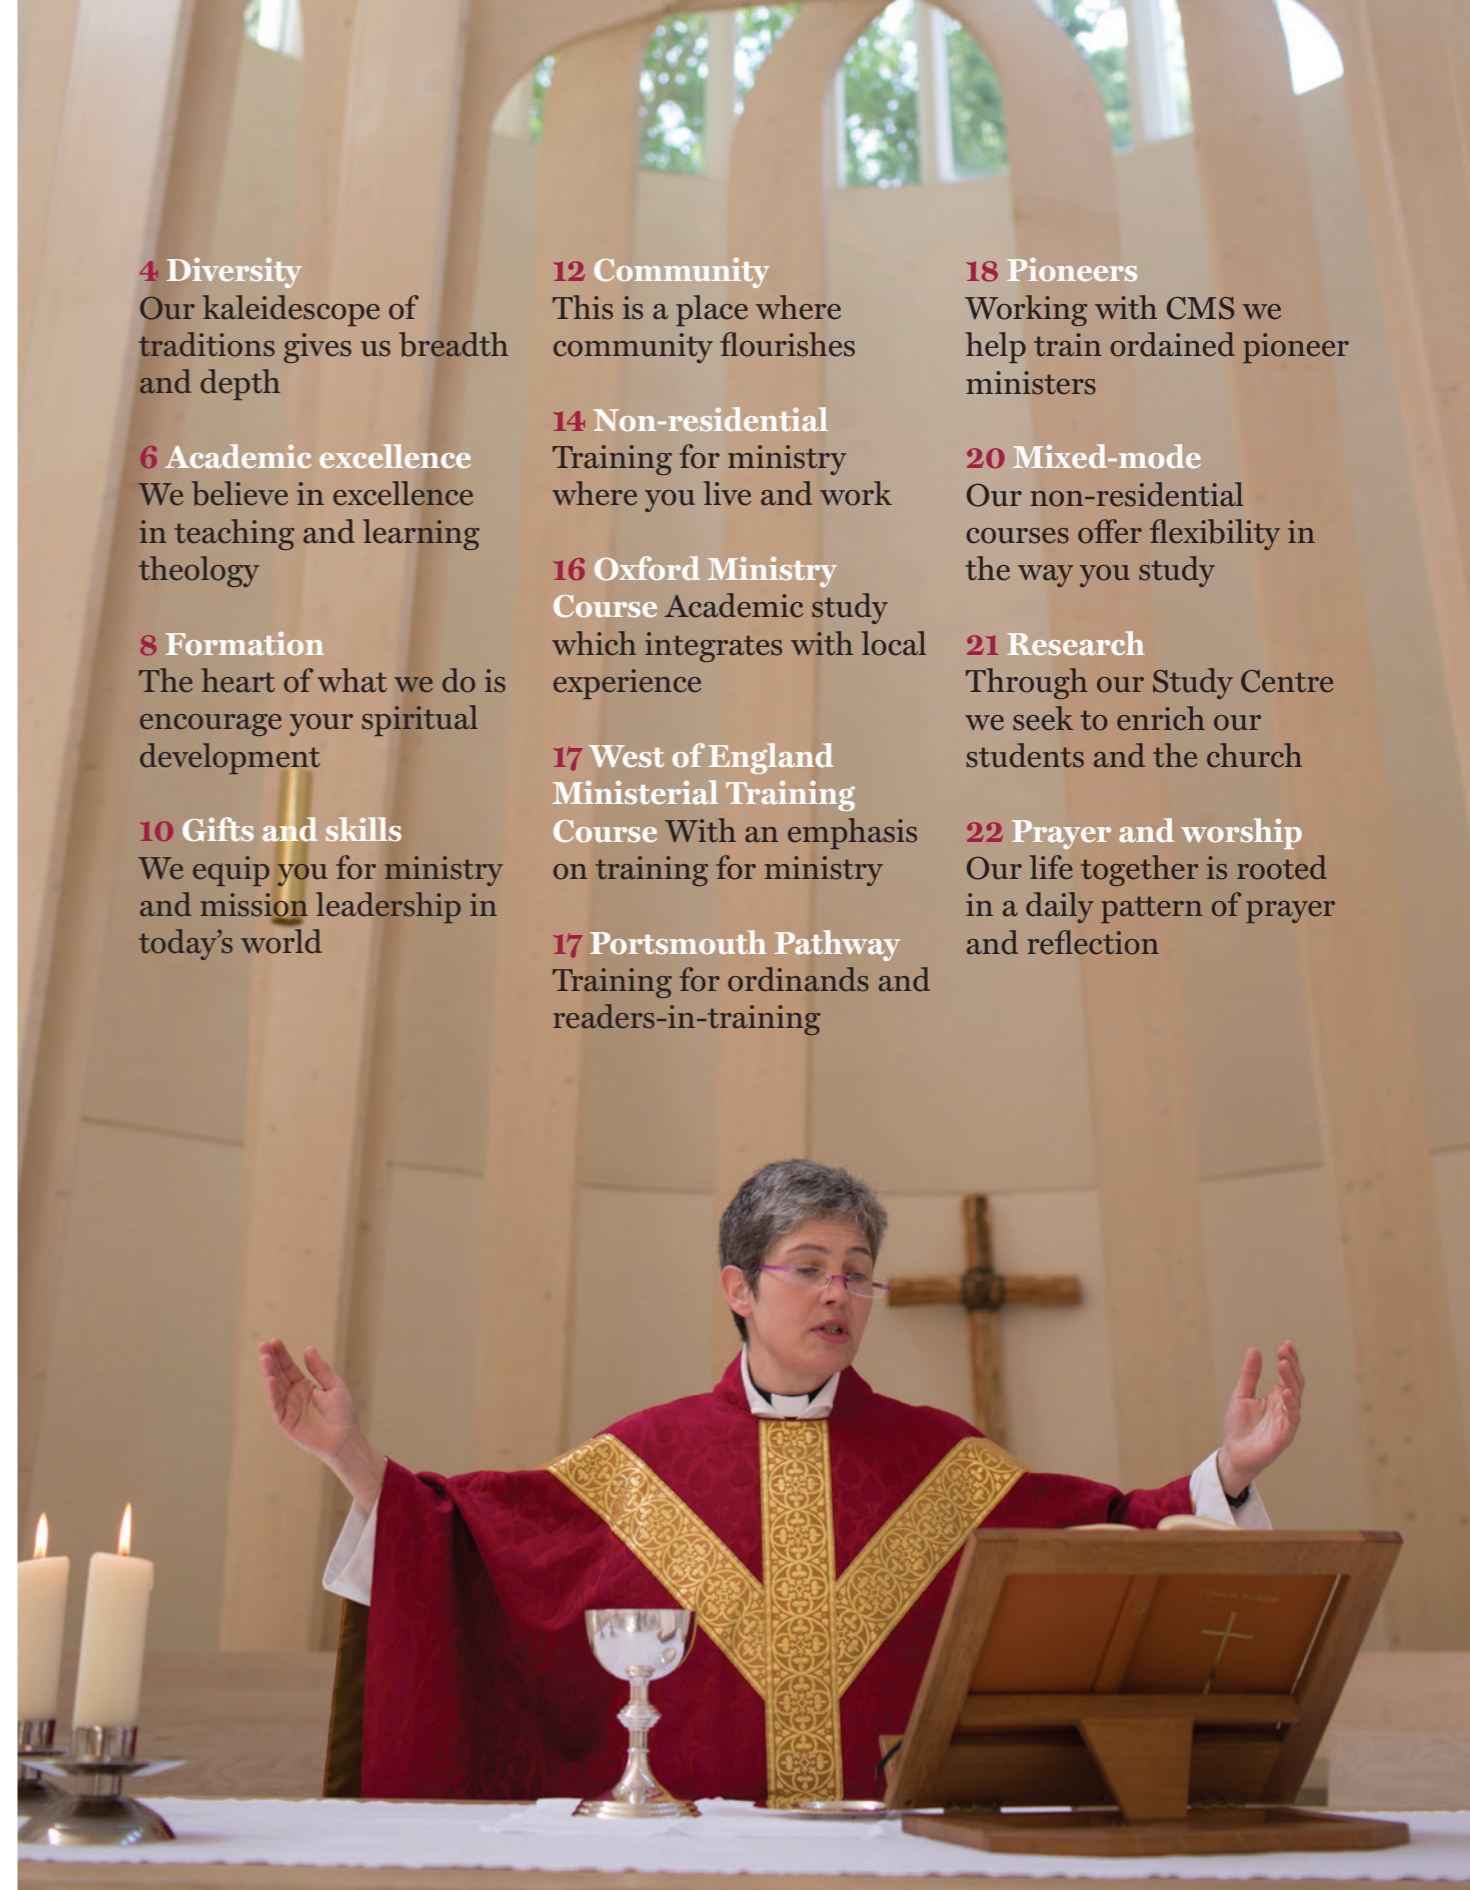 4 Diversity
Our kaleidescope of
traditions gives us breadth
and depth
6 Academic excellence
We believe in excellence
in teaching and learning
theology
8 Formation
The heart of what we do is
encourage your spiritual
development
10 Gifts and skills
We equip you for ministry
and mission leadership in
today's world
12 Community
This is a place where
community flourishes
14 Non-residential
Training for ministry
where you live and work
16 Oxford Ministry
Course Academic study
which integrates with local
experience
17 West of England
Ministerial Training
Course With an emphasis
on training for ministry
17 Portsmouth Pathway
Training for ordinands and
readers-in-training
18 Pioneers
Working with CMS we
help train ordained pioneer
ministers
20 Mixed-mode
Our non-residential
courses offer flexibility in
the way you study
21 Research
Through our Study Centre
we seek to enrich our
students and the church
22 Prayer and worship
Our life together is rooted
in a daily pattern of prayer
and reflection